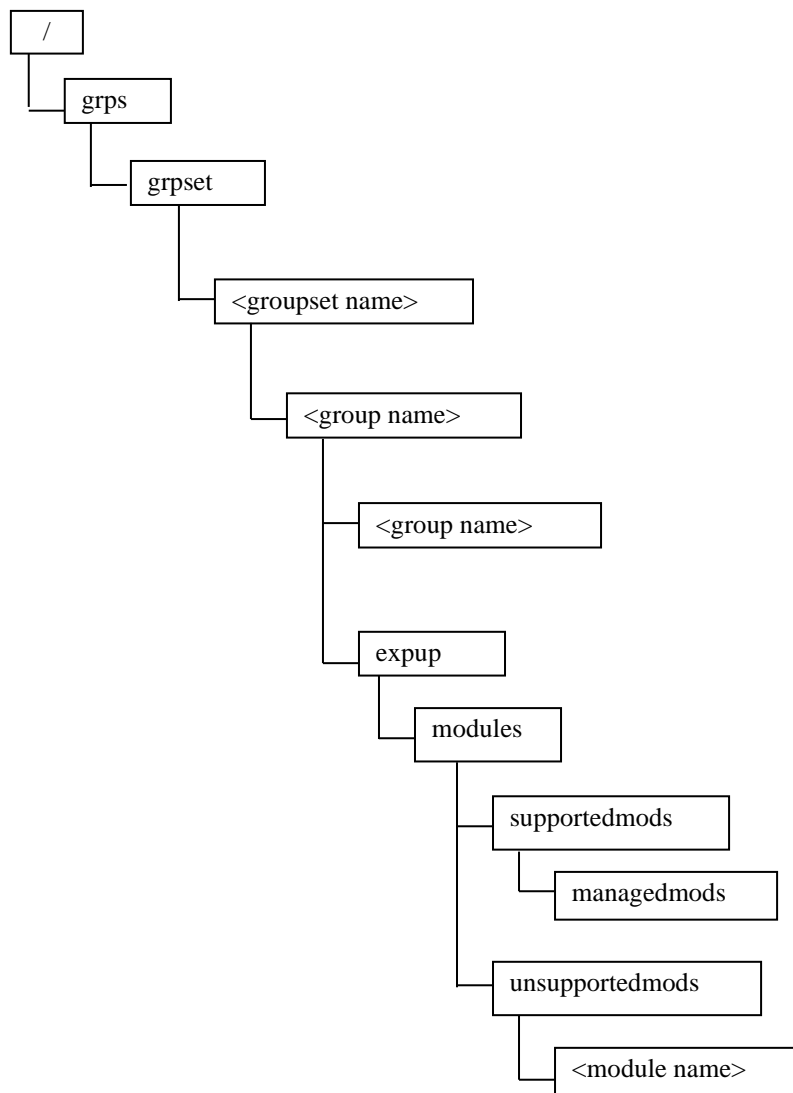 /
grps
grpset
<groupset name>
<group name>
<group name>
expup
modules
supportedmods
managedmods
unsupportedmods
<module name>